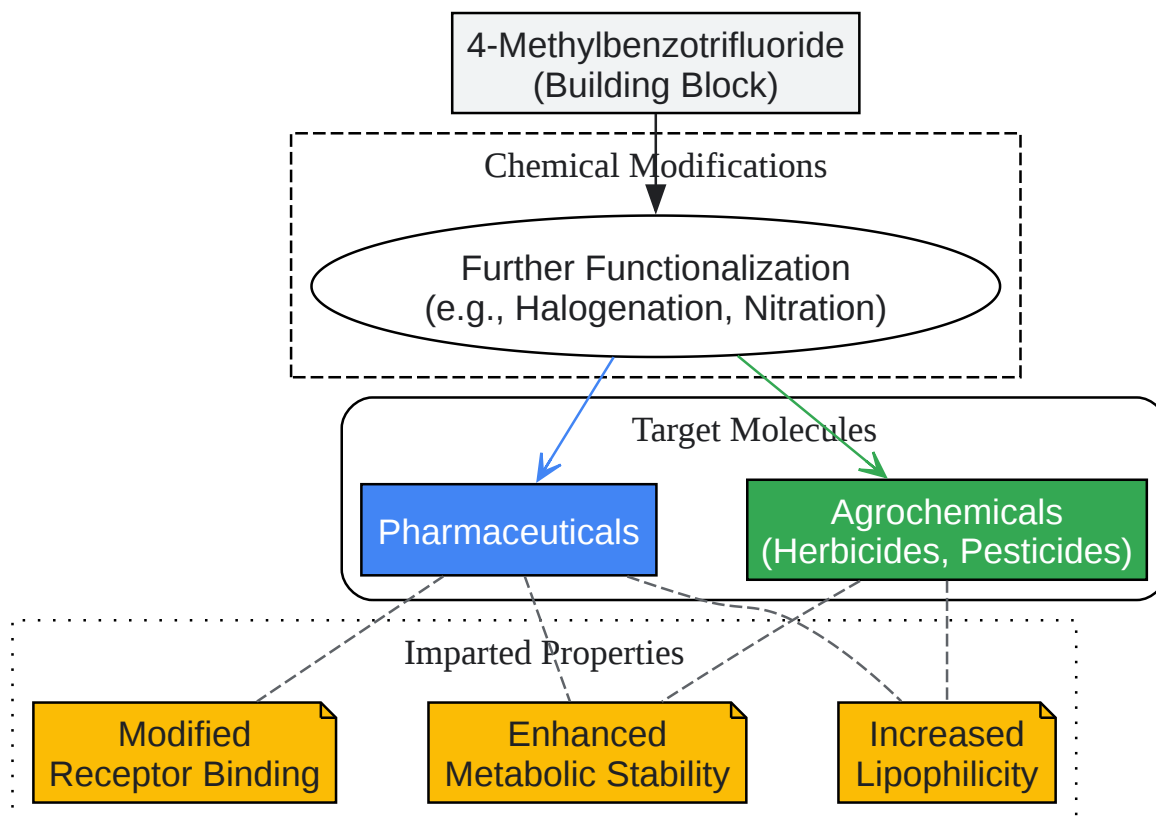 4-Methylbenzotrifluoride
(Building Block)
Chemical Modifications
Further Functionalization
(e.g., Halogenation, Nitration)
Target Molecules
Pharmaceuticals
Agrochemicals
(Herbicides, Pesticides)
Imparted Properties
Modified
Receptor Binding
Enhanced
Metabolic Stability
Increased
Lipophilicity